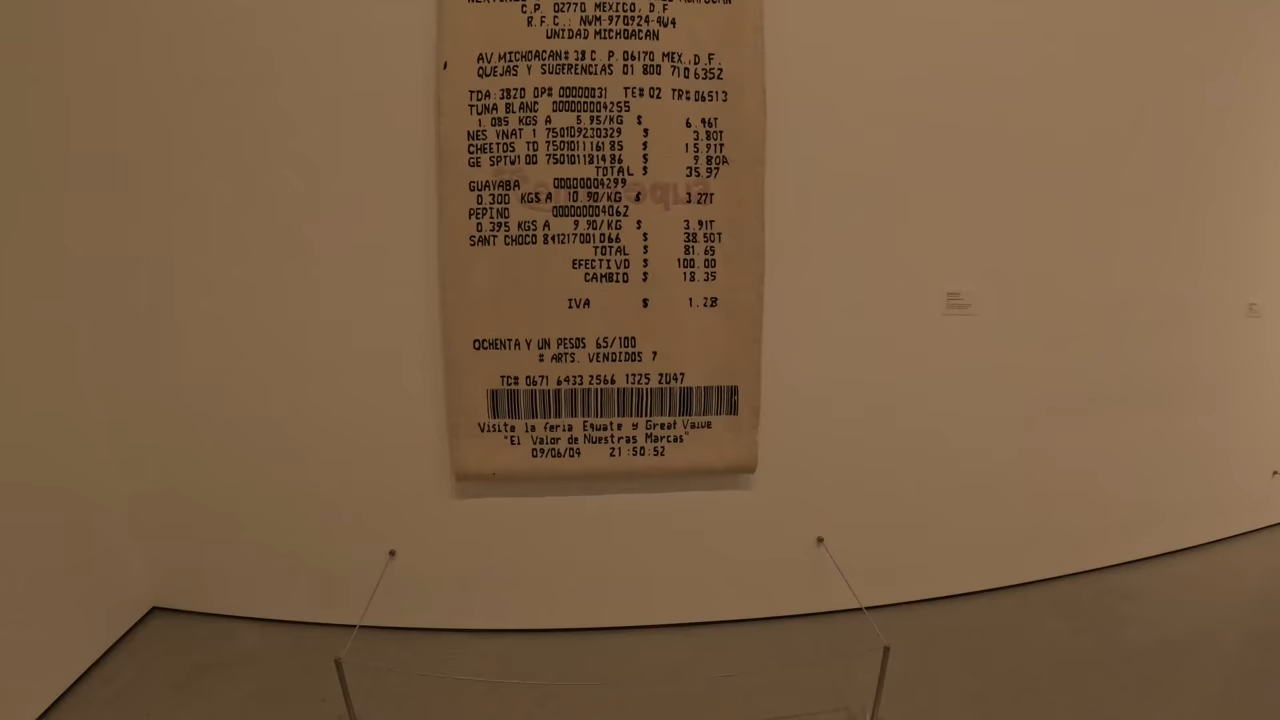 C.P. 02770 MEXICO, D.F
R.F.C.: NWM-970924-4W4
UNIDAD MICHOACAN
AV.MICHOACAN# 38 C. P. 06170 MEX.,D.F.
QUEJAS Y SUGERENCIAS 01 800 710 6352
TDA:3820 OP# 00000031 TE# 02 TR# 06513
TUNA BLANC 000000004255
1.085 KGS A 5.95/KG $ 6.46T
NES VNAT 1 750109230329 $ 3.80T
CHEETOS TD 750101116185 $ 15.91T
GE SPTW100 750101181486 $ 9.80A
TOTAL $ 35.97
GUAYABA 000000004299
0.300 KGS A 10.90/KG $ 3.27T
PEPINO 000000004062
0.395 KGS A 9.90/KG $ 3.91T
SANT CHOCO 841217001066 $ 38.50T
TOTAL $ 81.65
EFECTIVO $ 100.00
CAMBIO $ 18.35
IVA $ 1.28
OCHENTA Y UN PESOS 65/100
# ARTS. VENDIDOS 7
TC# 0671 6433 2566 1325 2047
Visite la feria Equate y Great Value
"El Valor de Nuestras Marcas"
09/06/04 21:50:52